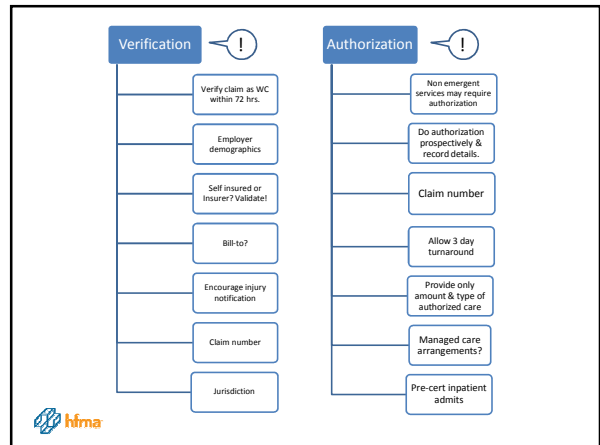 Verification
!
Verify claim as WC
within 72 hrs.
Employer
demographics
Self insured or
Insurer? Validate!
Bill-to?
Encourage injury
notification
Claim number
Jurisdiction
Authorization
!
Non emergent
services may require
authorization
Do authorization
prospectively &
record details.
Claim number
Allow 3 day
turnaround
Provide only
amount & type of
authorized care
Managed care
arrangements?
Pre-cert inpatient
admits
hfma